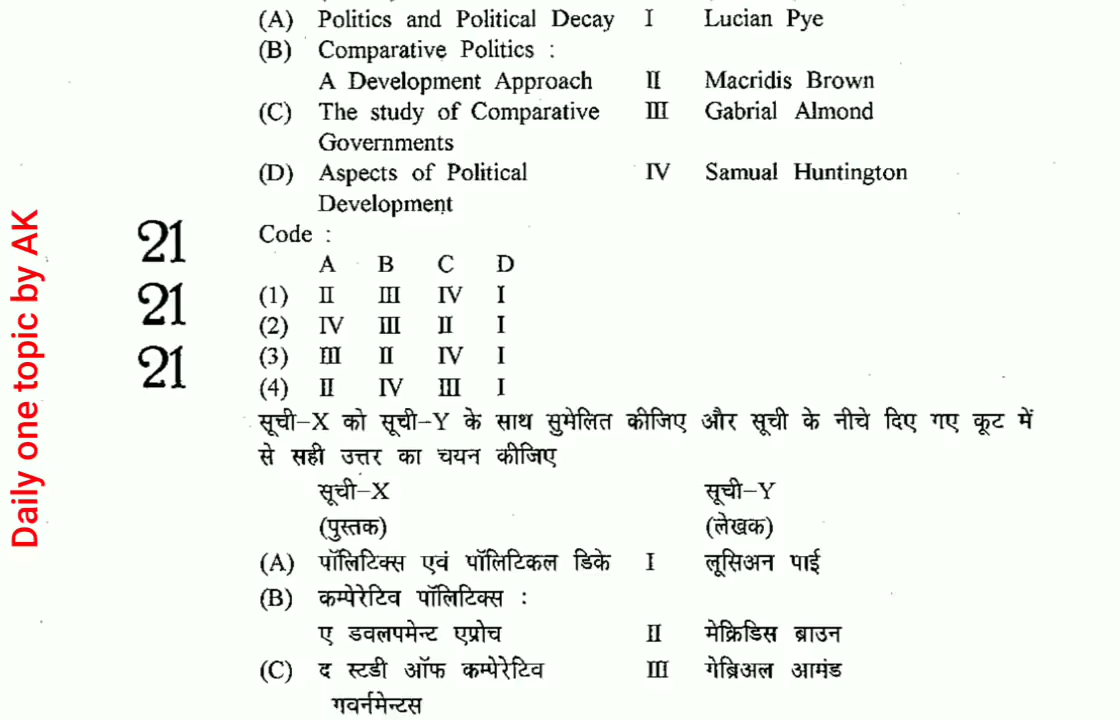 (A) Politics and Political Decay I Lucian Pye
(B) Comparative Politics :
A Development Approach II Macridis Brown
(C) The study of Comparative III Gabrial Almond
Governments
(D) Aspects of Political IV Samual Huntington
Development
Code :
A B C D
(1) II III IV I
(2) IV III II I
(3) III II IV I
(4) II IV III I
21
21
21
Daily one topic by AK
सूची-X को सूची-Y के साथ सुमेलित कीजिए और सूची के नीचे दिए गए कूट में
से सही उत्तर का चयन कीजिए
सूची-X सूची-Y
(पुस्तक) (लेखक)
(A) पॉलिटिक्स एवं पॉलिटिकल डिके I लूसिअन पाई
(B) कम्पेरेटिव पॉलिटिक्स :
ए डवलपमेन्ट एप्रोच II मेक्रिडिस ब्राउन
(C) द स्टडी ऑफ कम्पेरेटिव III गेब्रिअल आमंड
गवर्नमेन्टस